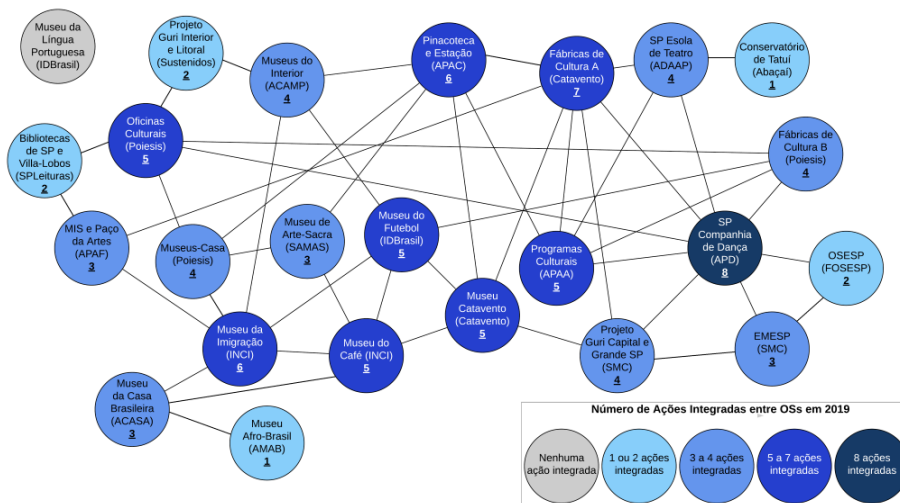 Museu da
Língua
Portuguesa
(IDBrasil)
Projeto
Guri Interior
e Litoral
(Sustenidos)
2
Museus do
Interior
(ACAMP)
4
Pinacoteca
e Estação
(APAC)
6
Fábricas de
Cultura A
(Catavento)
7
SP Escola
de Teatro
(ADAAP)
4
Conservatório
de Tatuí
(Abaçaí)
1
Oficinas
Culturais
(Poiesis)
5
Bibliotecas
de SP e
Villa-Lobos
(SPLeituras)
2
Fábricas de
Cultura B
(Poiesis)
4
MIS e Paço
da Artes
(APAF)
3
Museus-Casa
(Poiesis)
4
Museu de
Arte-Sacra
(SAMAS)
3
Museu do
Futebol
(IDBrasil)
5
Programas
Culturais
(APAA)
5
SP
Companhia
de Dança
(APD)
8
OSESP
(FOSESP)
2
Museu da
Imigração
(INCI)
6
Museu do
Café (INCI)
5
Museu
Catavento
(Catavento)
5
Projeto
Guri Capital e
Grande SP
(SMC)
4
EMESP
(SMC)
3
Museu
da Casa
Brasileira
(ACASA)
3
Museu
Afro-Brasil
(AMAB)
1
Número de Ações Integradas entre OSs em 2019
Nenhuma
ação integrada
1 ou 2 ações
integradas
3 a 4 ações
integradas
5 a 7 ações
integradas
8 ações
integradas